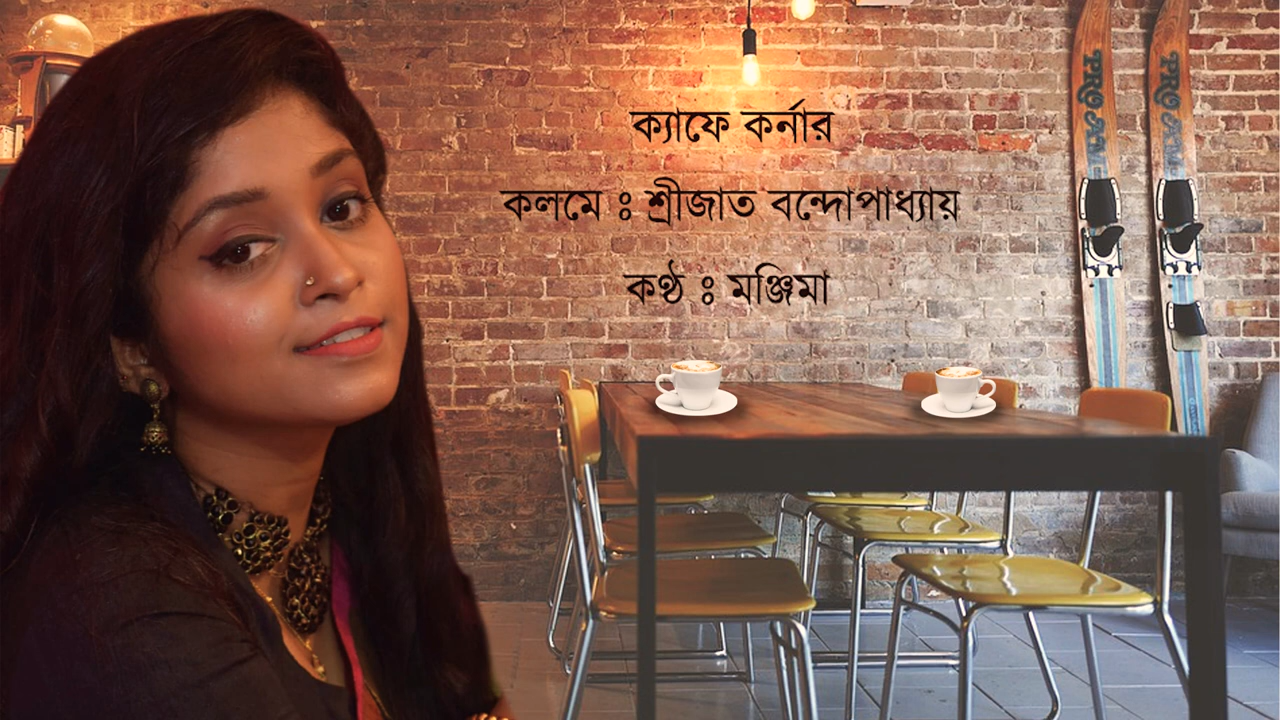 ক্যাফে কর্নার
কলমে ঃ শ্রীজাত বন্দোপাধ্যায়
কণ্ঠ ঃ মঞ্জিমা